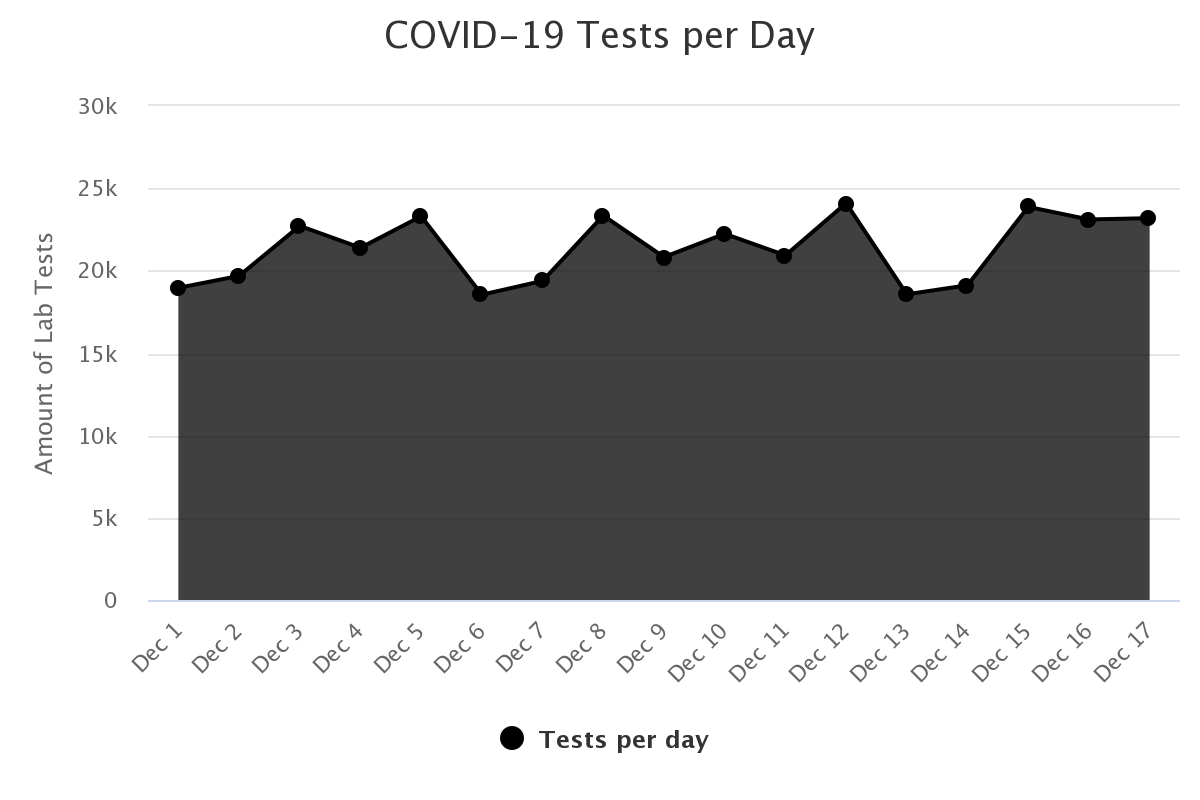 COVID-19 Tests per Day
30k
25k
20k
15k
10k
5k
0
Amount of Lab Tests
Dec 1
Dec 2
Dec 3
Dec 4
Dec 5
Dec 6
Dec 7
Dec 8
Dec 9
Dec 10
Dec 11
Dec 12
Dec 13
Dec 14
Dec 15
Dec 16
Dec 17
Tests per day